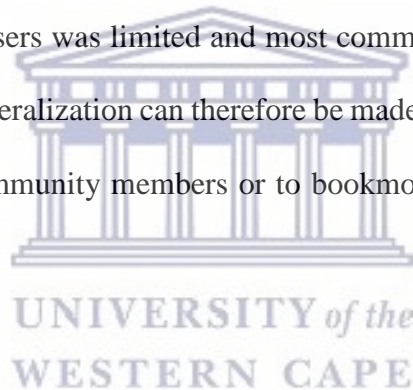 sers was limited and most comm
eralization can therefore be made
mmunity members or to bookmo
UNIVERSITY of the
WESTERN CAPE